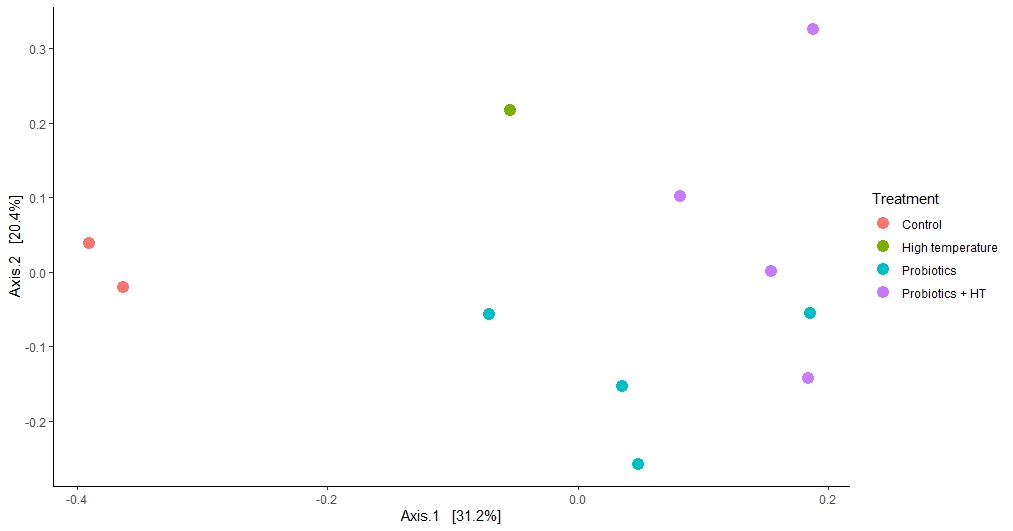 0.3
0.2
0.1
0.0
-0.1
-0.2
Axis.2 [20.4%]
-0.4
-0.2
0.0
0.2
Axis.1 [31.2%]
Treatment
Control
High temperature
Probiotics
Probiotics + HT